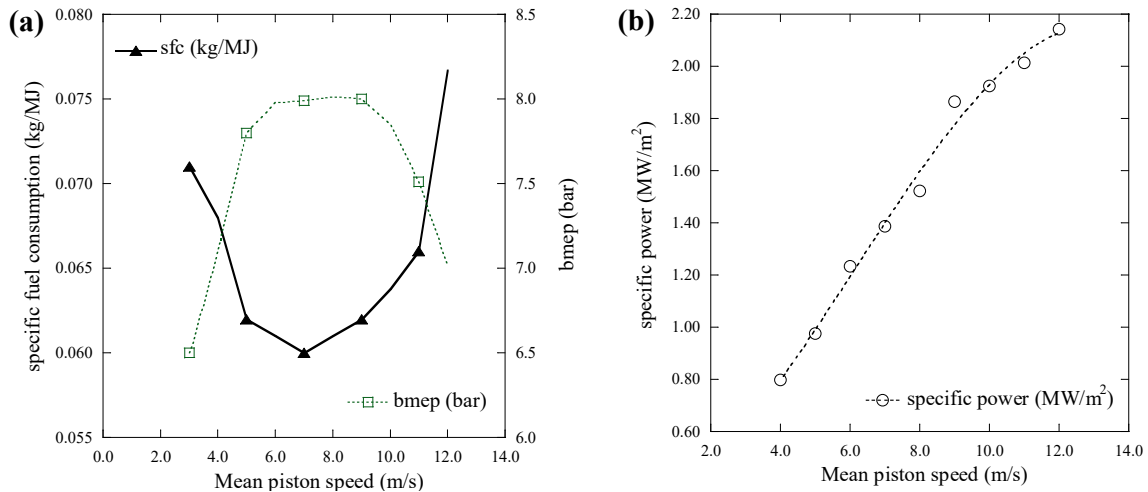 (a)
sfc (kg/MJ)
bmep (bar)
specific fuel consumption (kg/MJ)
0.080
0.075
0.070
0.065
0.060
0.055
bmep (bar)
8.5
8.0
7.5
7.0
6.5
6.0
0.0 2.0 4.0 6.0 8.0 10.0 12.0 14.0
Mean piston speed (m/s)
(b)
specific power (MW/m²)
2.20
2.00
1.80
1.60
1.40
1.20
1.00
0.80
0.60
specific power (MW/m²)
2.0 4.0 6.0 8.0 10.0 12.0 14.0
Mean piston speed (m/s)